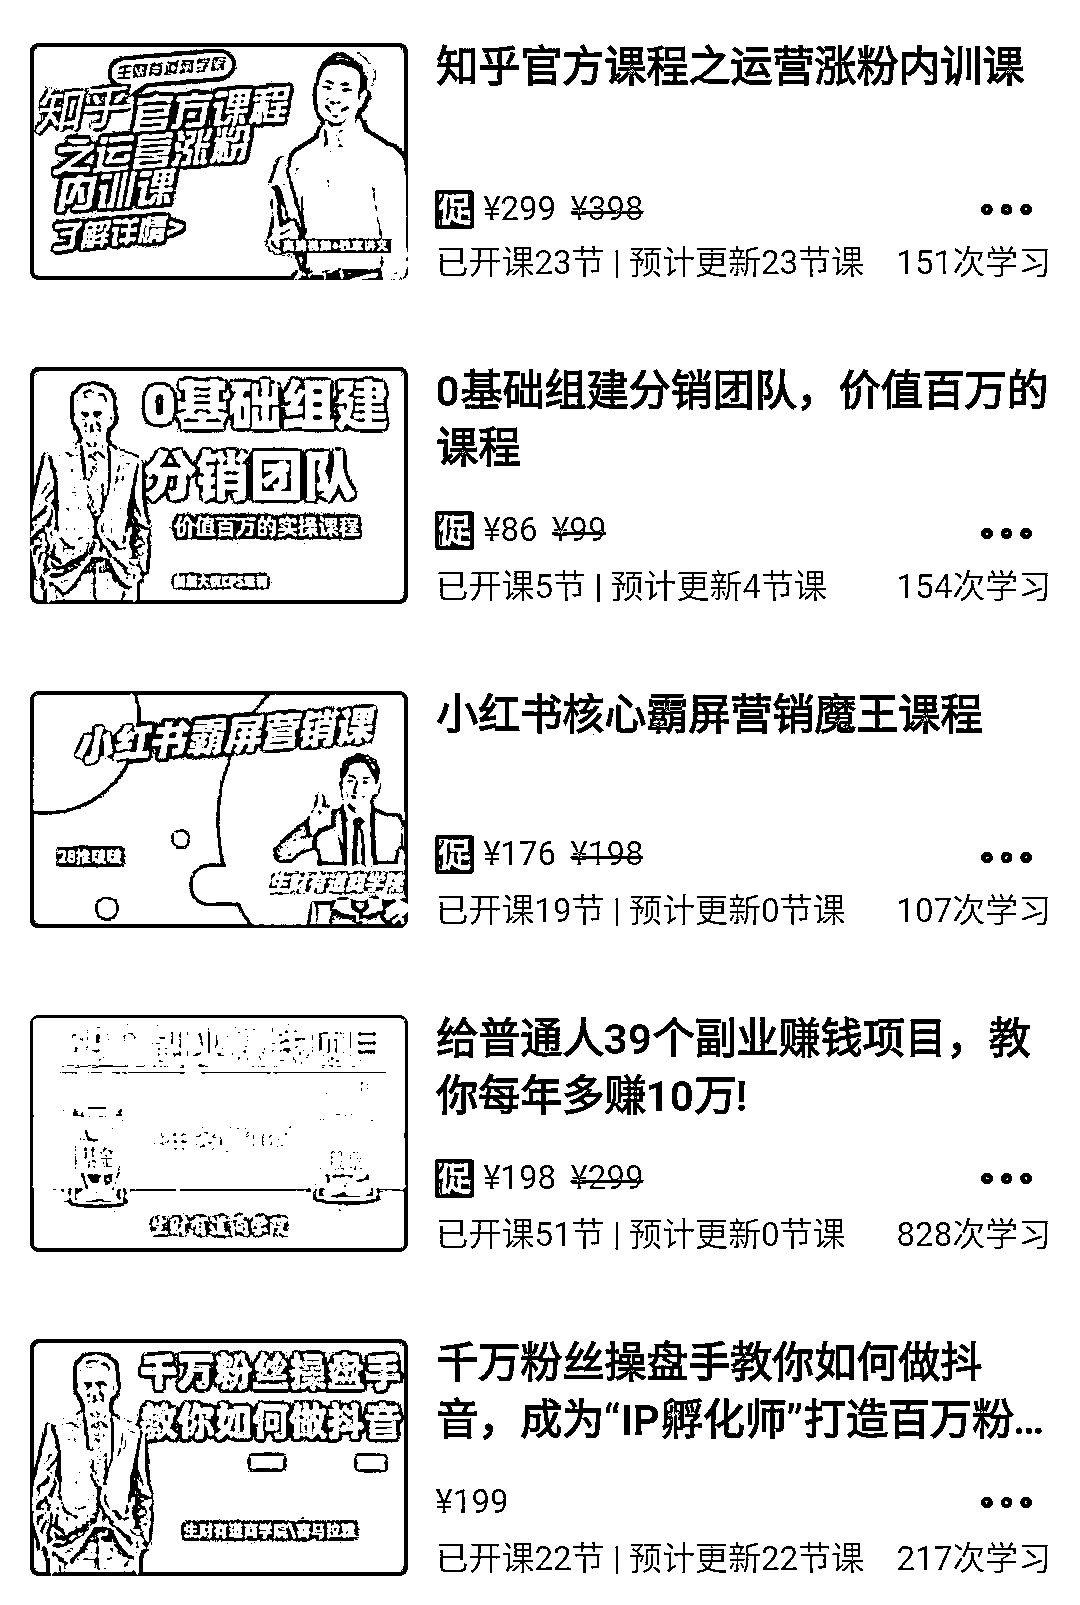 生财有道商学院
知乎官方课程
之运营涨粉
内训课
了解详情>
知乎官方课程之运营涨粉内训课
促 ¥299 ¥398
已开课23节 | 预计更新23节课 151次学习
0基础组建
分销团队
价值百万的实操课程
0基础组建分销团队，价值百万的
课程
促 ¥86 ¥99
已开课5节 | 预计更新4节课 154次学习
小红书霸屏营销课
生财有道商学院
小红书核心霸屏营销魔王课程
促 ¥176 ¥198
已开课19节 | 预计更新0节课 107次学习
副业赚钱项目
生财有道商学院
给普通人39个副业赚钱项目，教
你每年多赚10万!
促 ¥198 ¥299
已开课51节 | 预计更新0节课 828次学习
千万粉丝操盘手
教你如何做抖音
千万粉丝操盘手教你如何做抖
音，成为“IP孵化师”打造百万粉...
¥199
已开课22节 | 预计更新22节课 217次学习